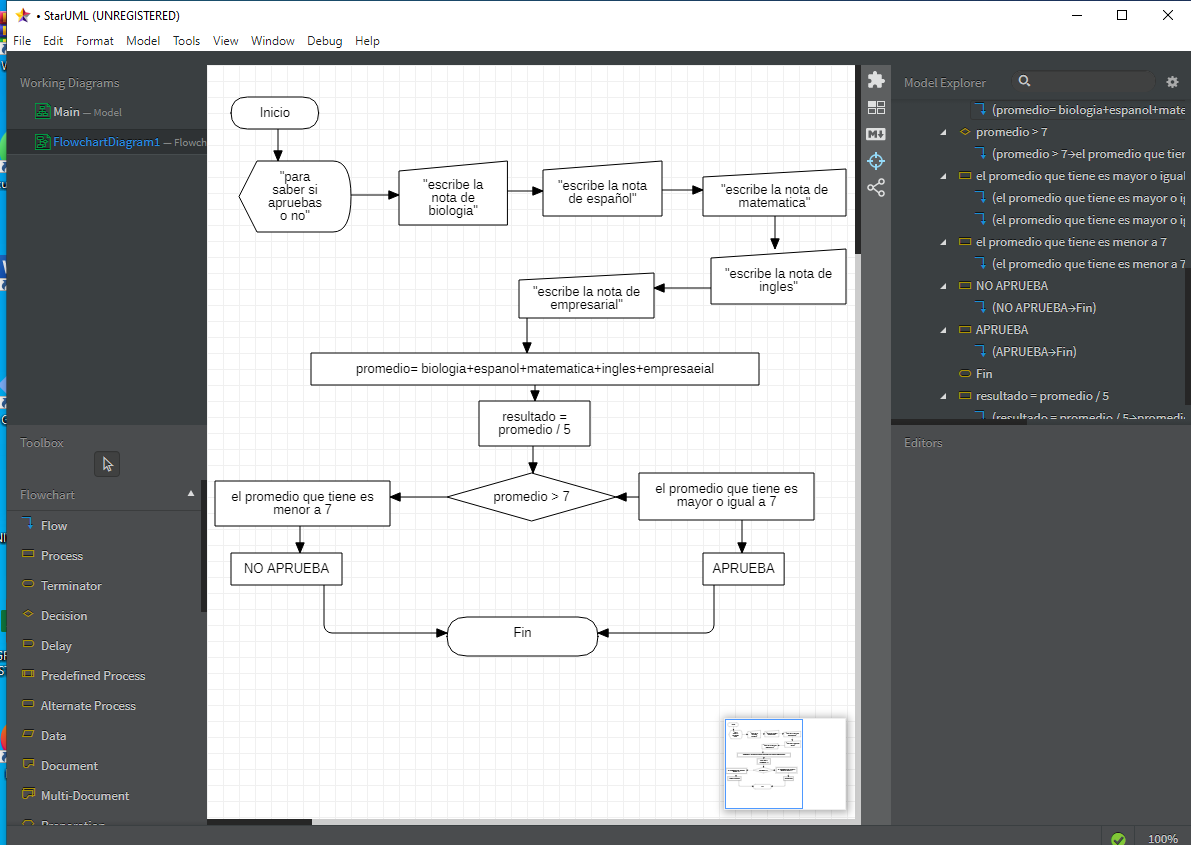 • StarUML (UNREGISTERED)
File Edit Format Model Tools View Window Debug Help
Working Diagrams
Main — Model
FlowchartDiagram1 — Flowch
Toolbox
Flowchart
Flow
Process
Terminator
Decision
Delay
Predefined Process
Alternate Process
Data
Document
Multi-Document
Preparation
Inicio
"para
saber si
apruebas
o no"
"escribe la
nota de
biologia"
"escribe la nota
de español"
"escribe la nota de
matematica"
"escribe la nota de
ingles"
"escribe la nota de
empresarial"
promedio= biologia+espanol+matematica+ingles+empresaeial
resultado =
promedio / 5
promedio > 7
el promedio que tiene es
menor a 7
el promedio que tiene es
mayor o igual a 7
NO APRUEBA
APRUEBA
Fin
M↓
Model Explorer
(promedio= biologia+espanol+mate
promedio > 7
(promedio > 7→el promedio que tien
el promedio que tiene es mayor o igual
(el promedio que tiene es mayor o ig
(el promedio que tiene es mayor o ig
el promedio que tiene es menor a 7
(el promedio que tiene es menor a 7
NO APRUEBA
(NO APRUEBA→Fin)
APRUEBA
(APRUEBA→Fin)
Fin
resultado = promedio / 5
(resultado = promedio / 5→promedi
Editors
100%